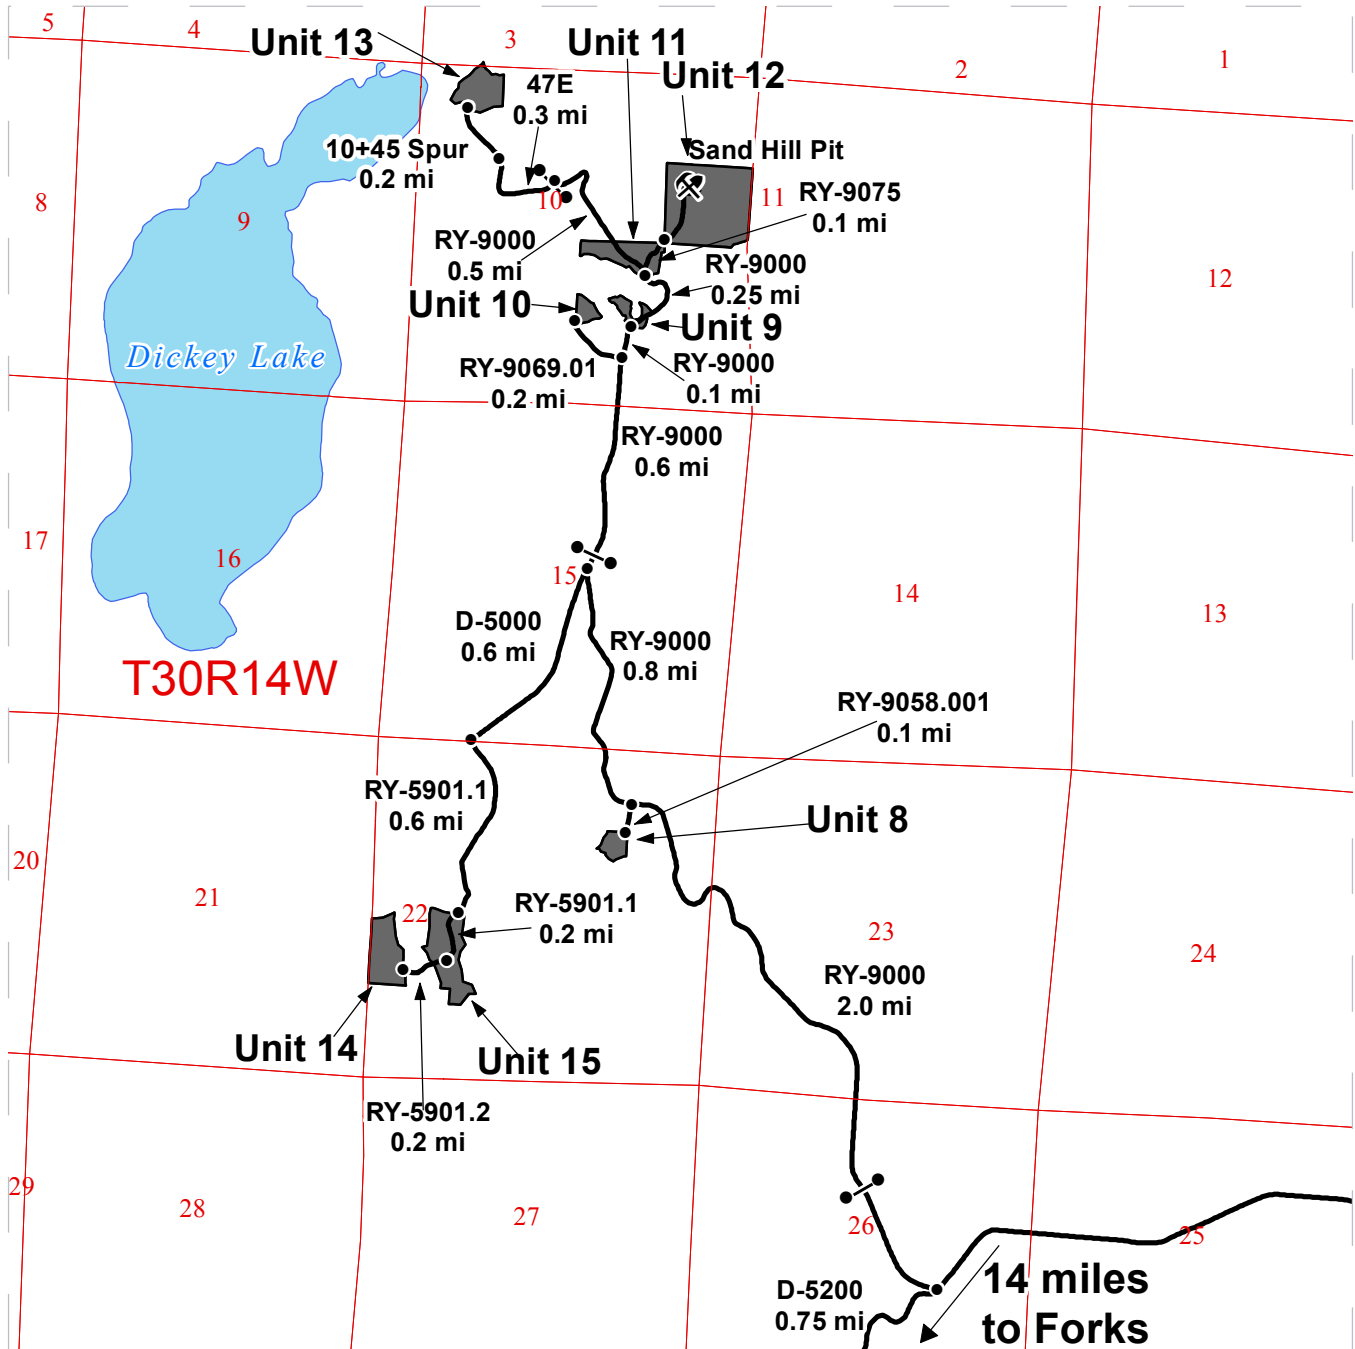 5
4
3
2
1
Unit 13
Unit 11
Unit 12
47E
0.3 mi
10+45 Spur
0.2 mi
Sand Hill Pit
8
9
10
11
RY-9075
0.1 mi
RY-9000
0.5 mi
RY-9000
0.25 mi
12
Unit 10
Unit 9
Dickey Lake
RY-9069.01
0.2 mi
RY-9000
0.1 mi
RY-9000
0.6 mi
17
16
15
14
13
D-5000
0.6 mi
RY-9000
0.8 mi
T30R14W
RY-9058.001
0.1 mi
RY-5901.1
0.6 mi
Unit 8
20
21
22
RY-5901.1
0.2 mi
23
24
RY-9000
2.0 mi
Unit 14
Unit 15
RY-5901.2
0.2 mi
29
28
27
26
25
D-5200
0.75 mi
14 miles
to Forks